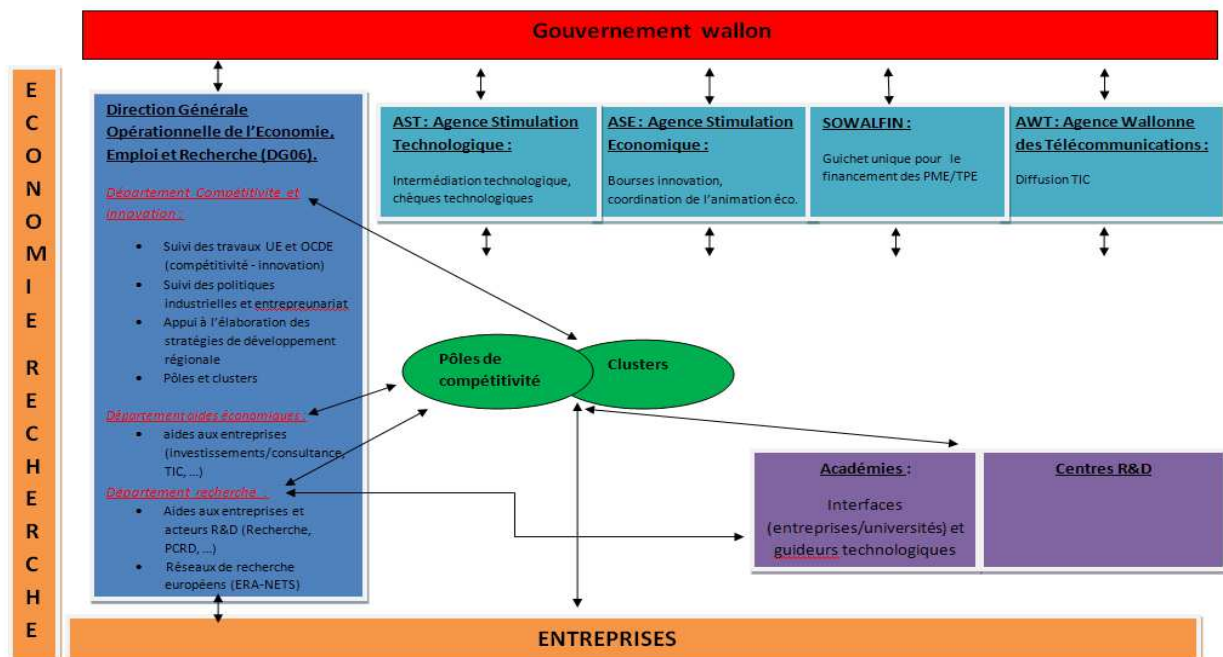 Gouvernement wallon
ECONOMIE RECHERCHE
Direction Générale
Opérationnelle de l'Economie,
Emploi et Recherche (DG06).
Département Compétitivité et
innovation :
• Suivi des travaux UE et OCDE
(compétitivité - innovation)
• Suivi des politiques
industrielles et entrepreunariat
• Appui à l'élaboration des
stratégies de développement
régionale
• Pôles et clusters
Département aides économiques :
• aides aux entreprises
(investissements/consultance,
TIC, ...)
Département recherche :
• Aides aux entreprises et
acteurs R&D (Recherche,
PCRD, ...)
• Réseaux de recherche
européens (ERA-NETS)
AST : Agence Stimulation
Technologique :
Intermédiation technologique,
chèques technologiques
ASE : Agence Stimulation
Economique :
Bourses innovation,
coordination de l'animation éco.
SOWALFIN :
Guichet unique pour le
financement des PME/TPE
AWT : Agence Wallonne
des Télécommunications :
Diffusion TIC
Pôles de
compétitivité
Clusters
Académies :
Interfaces
(entreprises/universités) et
guideurs technologiques
Centres R&D
ENTREPRISES